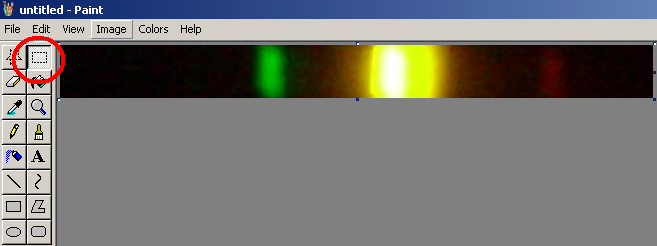 untitled - Paint
File Edit View Image Colors Help
A